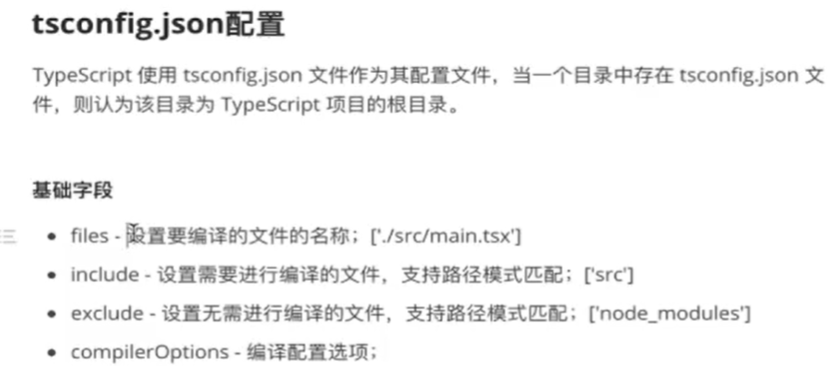 tsconfig.json配置
TypeScript 使用 tsconfig.json 文件作为其配置文件，当一个目录中存在 tsconfig.json 文
件，则认为该目录为 TypeScript 项目的根目录。
基础字段
files - 设置要编译的文件的名称；['./src/main.tsx']
include - 设置需要进行编译的文件，支持路径模式匹配；['src']
exclude - 设置无需进行编译的文件，支持路径模式匹配；['node_modules']
compilerOptions - 编译配置选项；